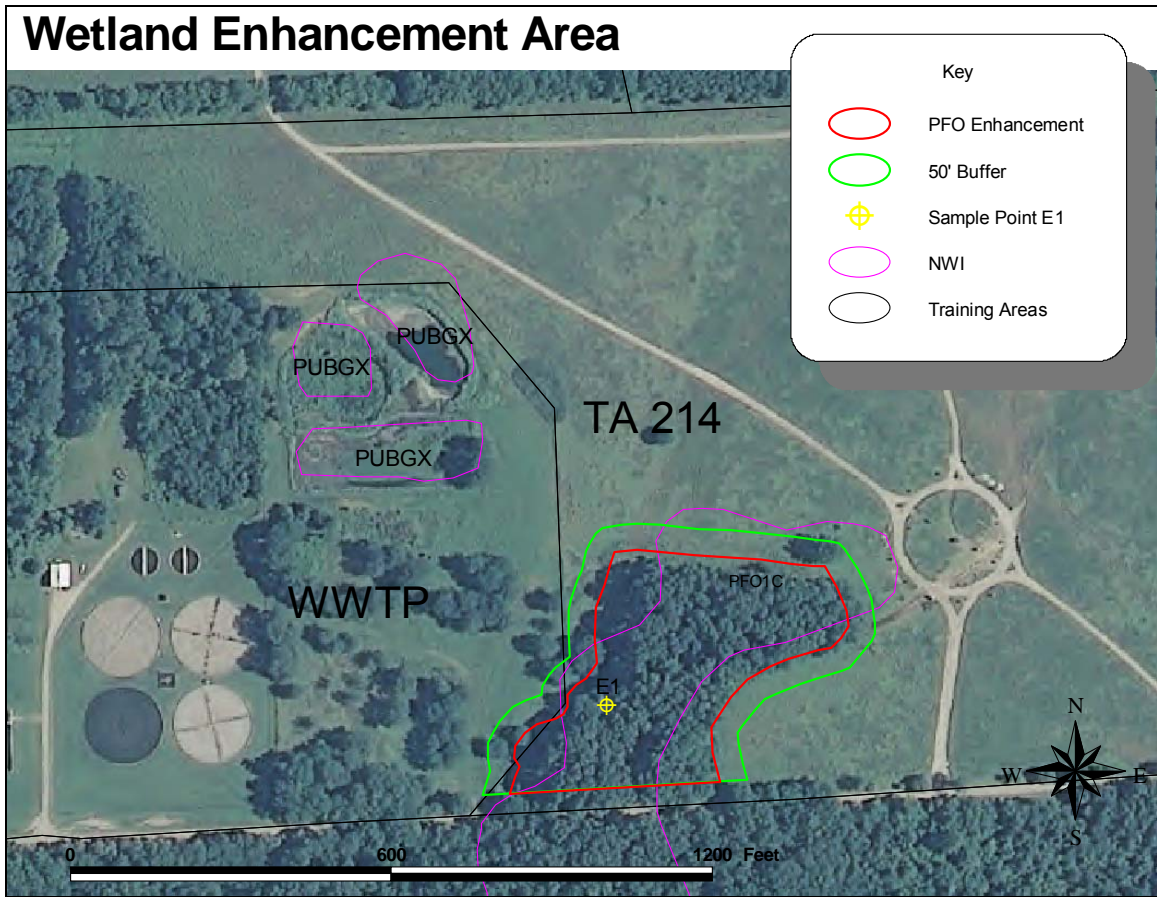 Wetland Enhancement Area
Key
PFO Enhancement
50' Buffer
Sample Point E1
NWI
Training Areas
PUBGX
PUBGX
PUBGX
TA 214
PFO1C
WWTP
E1
N
W E
S
0 600 1200 Feet